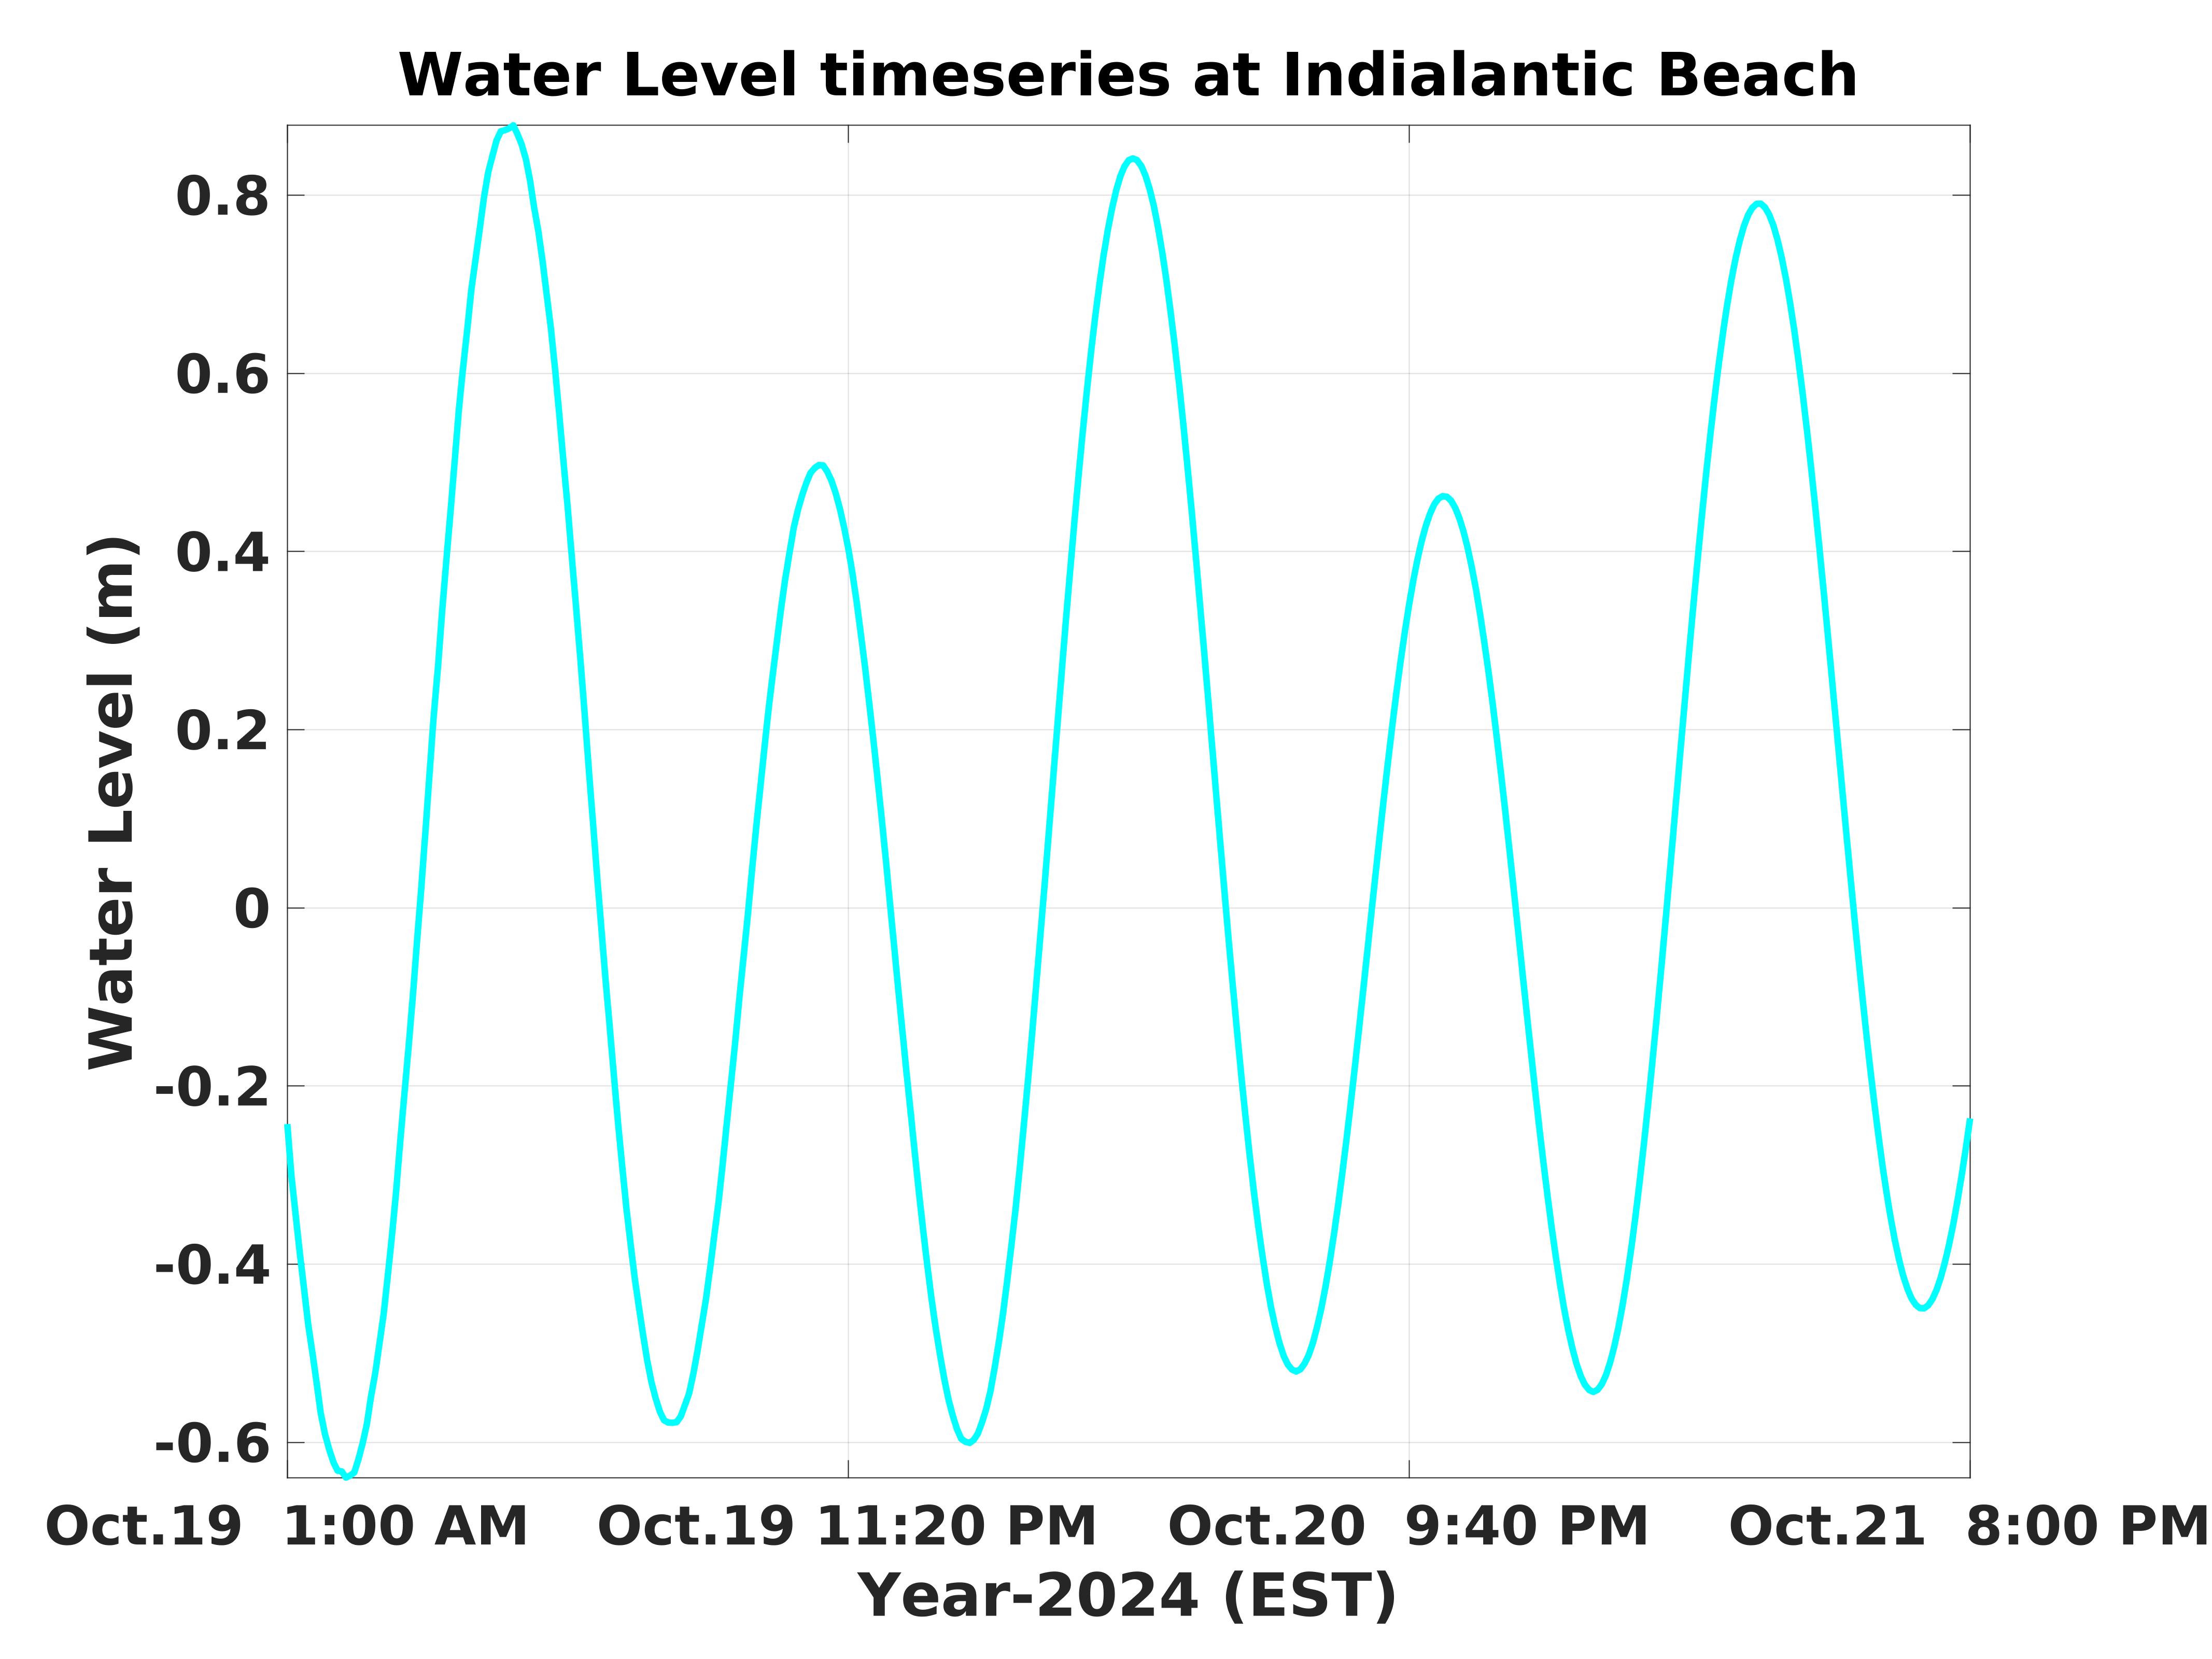 Water Level timeseries at Indialantic Beach
0.8
0.6
0.4
0.2
0
-0.2
-0.4
-0.6
Water Level (m)
Oct.19  1:00 AM
Oct.19 11:20 PM
Oct.20  9:40 PM
Oct.21  8:00 PM
Year-2024 (EST)